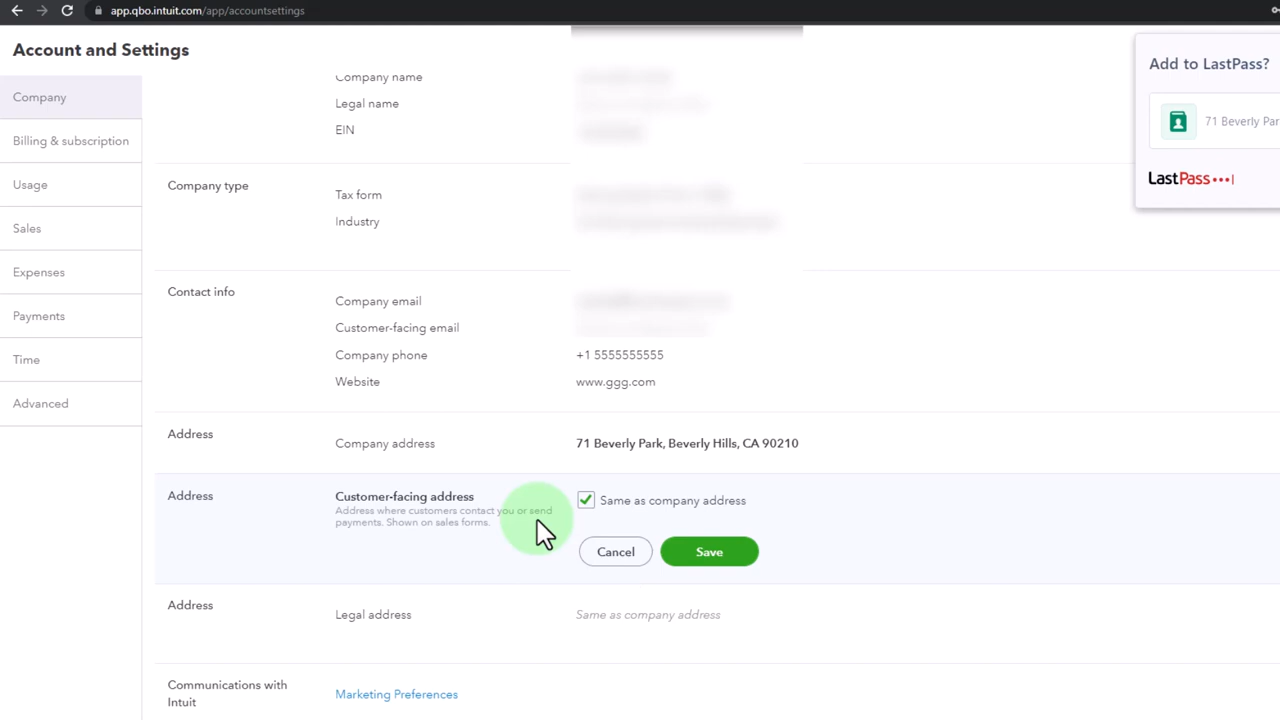 app.qbo.intuit.com/app/accountsettings
Account and Settings
Company
Billing & subscription
Usage
Sales
Expenses
Payments
Time
Advanced
Company name
Legal name
EIN
Company type
Tax form
Industry
Contact info
Company email
Customer-facing email
Company phone
+1 5555555555
Website
www.ggg.com
Address
Company address
71 Beverly Park, Beverly Hills, CA 90210
Address
Customer-facing address
Address where customers contact you or send
payments. Shown on sales forms.
Same as company address
Cancel
Save
Address
Legal address
Same as company address
Communications with
Intuit
Marketing Preferences
Add to LastPass?
71 Beverly Par
LastPass